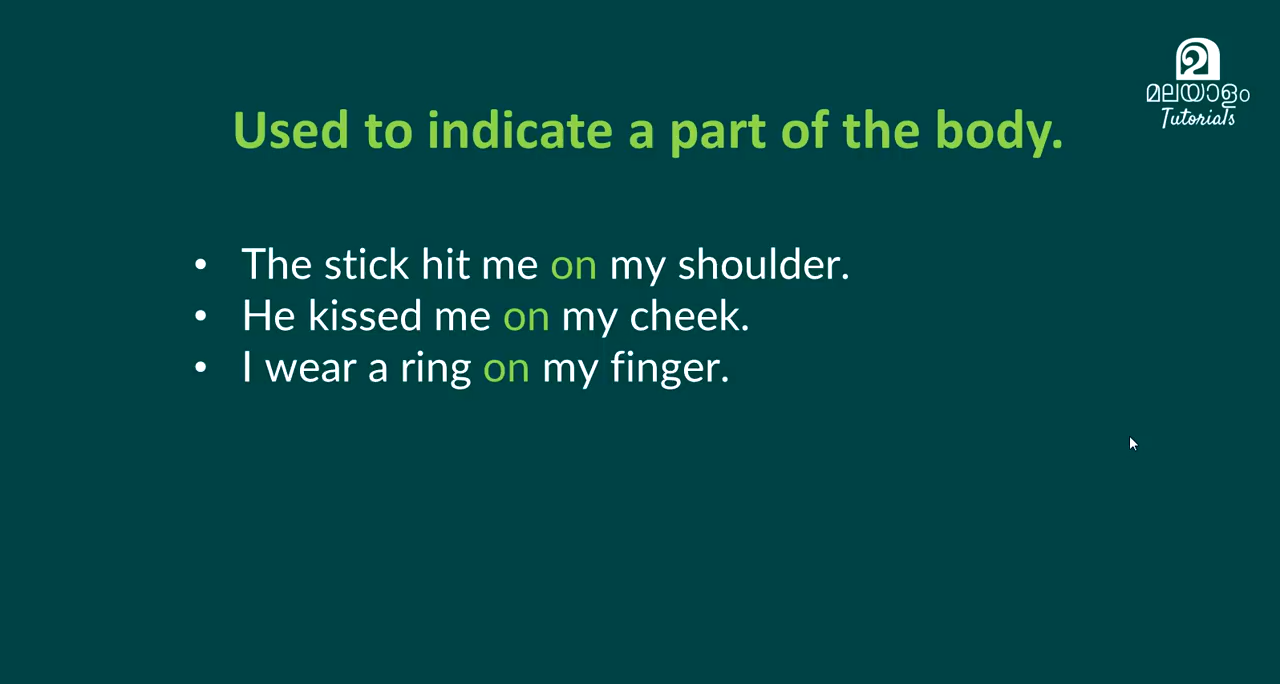 മലയാളം
Tutorials
Used to indicate a part of the body.
• The stick hit me on my shoulder.
• He kissed me on my cheek.
• I wear a ring on my finger.